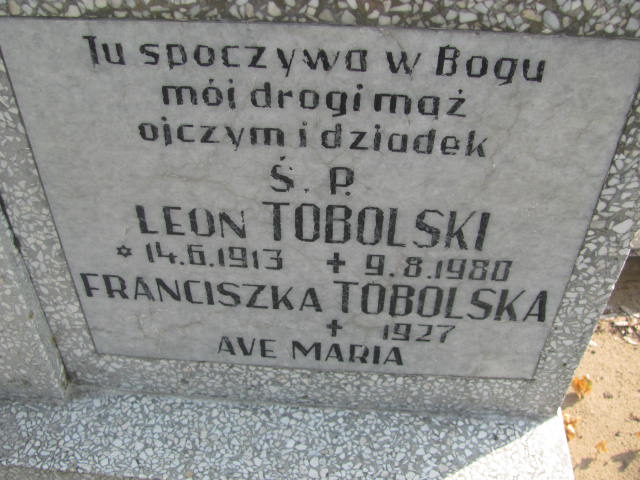 Tu spoczywa w Bogu
mój drogi mąż
ojczym i dziadek
Ś. P.
LEON TOBOLSKI
* 14.6.1913 + 9.8.1980
FRANCISZKA TOBOLSKA
+ 1927
AVE MARIA